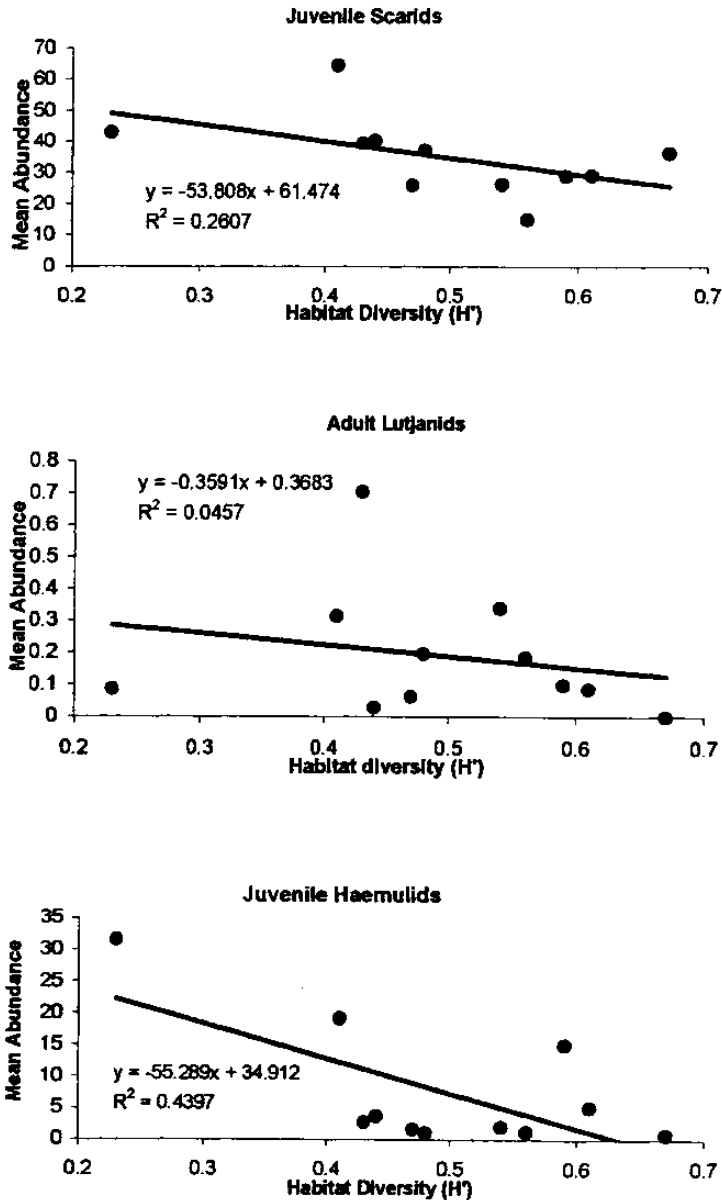 Juvenile Scarids
70
60
50
40
30
20
10
0
Mean Abundance
y = -53.808x + 61.474
R² = 0.2607
0.2 0.3 0.4 0.5 0.6 0.7
Habitat Diversity (H')
Adult Lutjanids
0.8
0.7
0.6
0.5
0.4
0.3
0.2
0.1
0
Mean Abundance
y = -0.3591x + 0.3683
R² = 0.0457
0.2 0.3 0.4 0.5 0.6 0.7
Habitat diversity (H')
Juvenile Haemulids
35
30
25
20
15
10
5
0
Mean Abundance
y = -55.289x + 34.912
R² = 0.4397
0.2 0.3 0.4 0.5 0.6 0.7
Habitat Diversity (H')